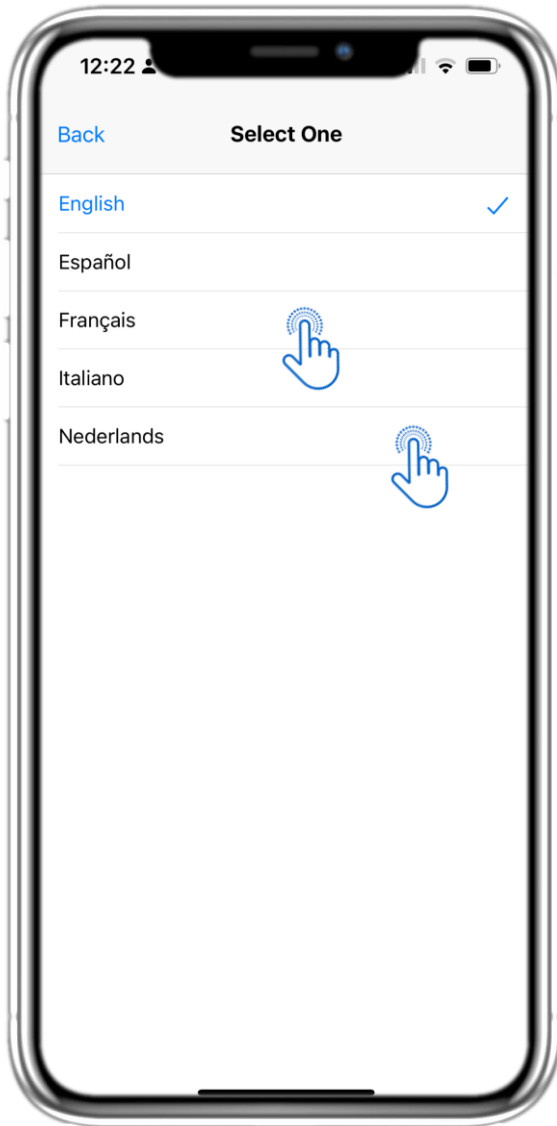 12:22
Back Select One
English
Español
Français
Italiano
Nederlands